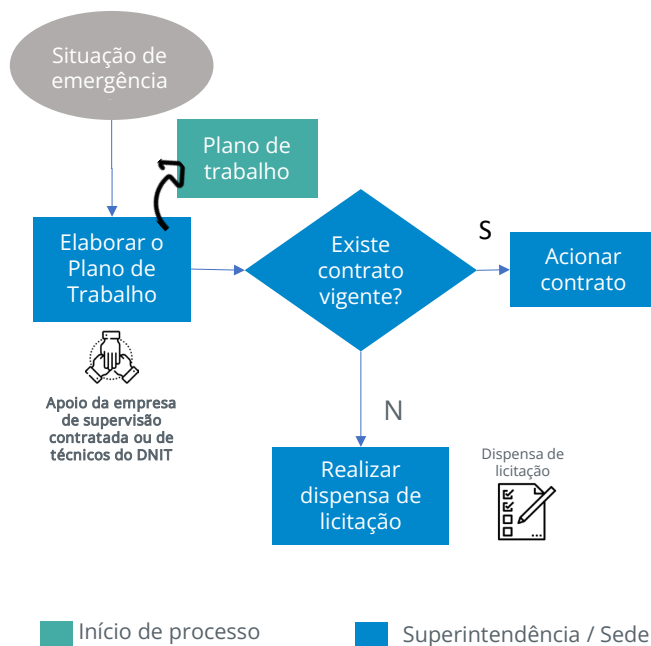 Situação de
emergência
Plano de
trabalho
Elaborar o
Plano de
Trabalho
Existe
contrato
vigente?
S
Acionar
contrato
Apoio da empresa
de supervisão
contratada ou de
técnicos do DNIT
N
Realizar
dispensa de
licitação
Dispensa de
licitação
Início de processo
Superintendência / Sede